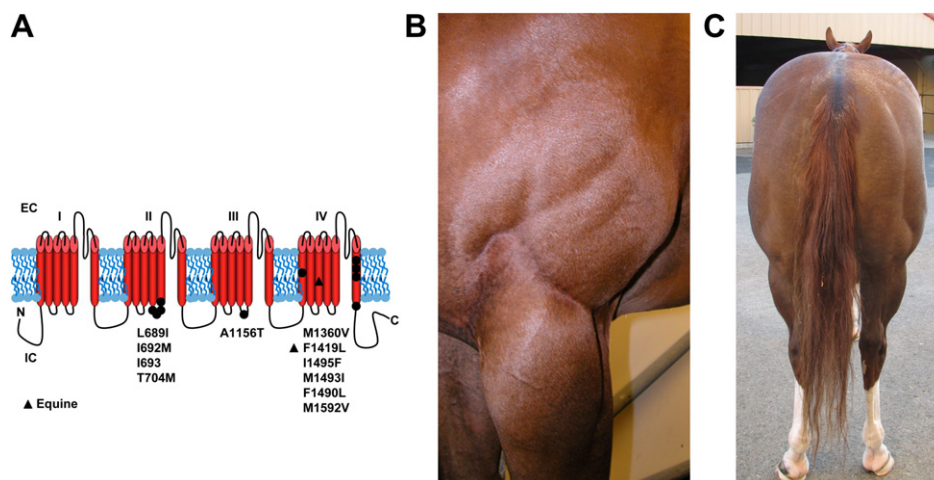 A
B
C
EC
I
II
III
IV
N
IC
C
L689I
I692M
I693
T704M
A1156T
M1360V
▲ F1419L
I1495F
M1493I
F1490L
M1592V
▲ Equine